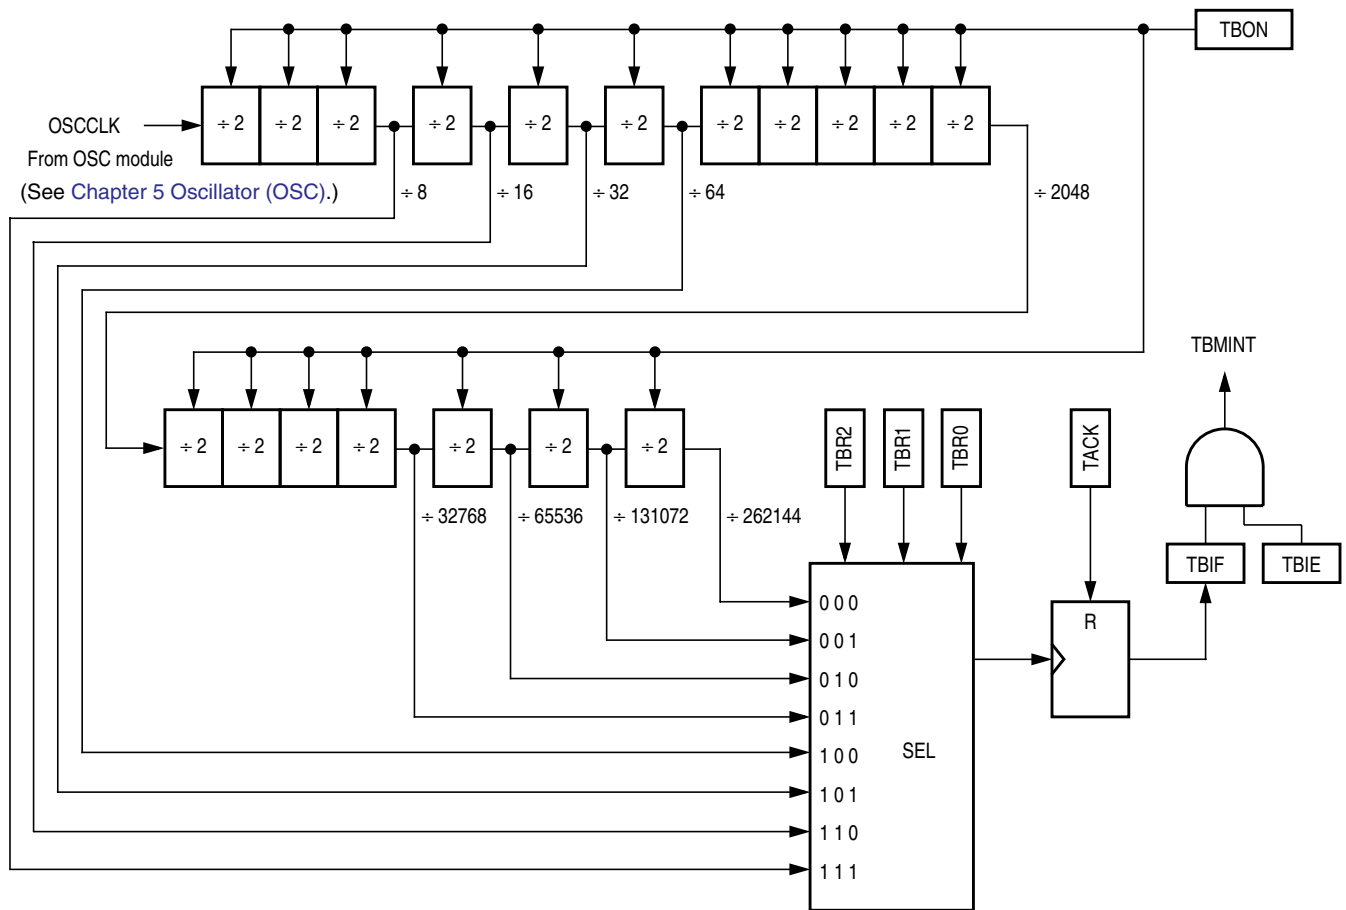 TBON
OSCCLK
÷ 2 ÷ 2 ÷ 2 ÷ 2 ÷ 2 ÷ 2 ÷ 2 ÷ 2 ÷ 2 ÷ 2 ÷ 2
From OSC module
(See Chapter 5 Oscillator (OSC).)
÷ 8 ÷ 16 ÷ 32 ÷ 64 ÷ 2048
TBMINT
÷ 2 ÷ 2 ÷ 2 ÷ 2 ÷ 2 ÷ 2 ÷ 2
TBR2
TBR1
TBR0
TACK
÷ 32768 ÷ 65536 ÷ 131072 ÷ 262144
TBIF
TBIE
0 0 0
R
0 0 1
0 1 0
0 1 1
1 0 0
SEL
1 0 1
1 1 0
1 1 1